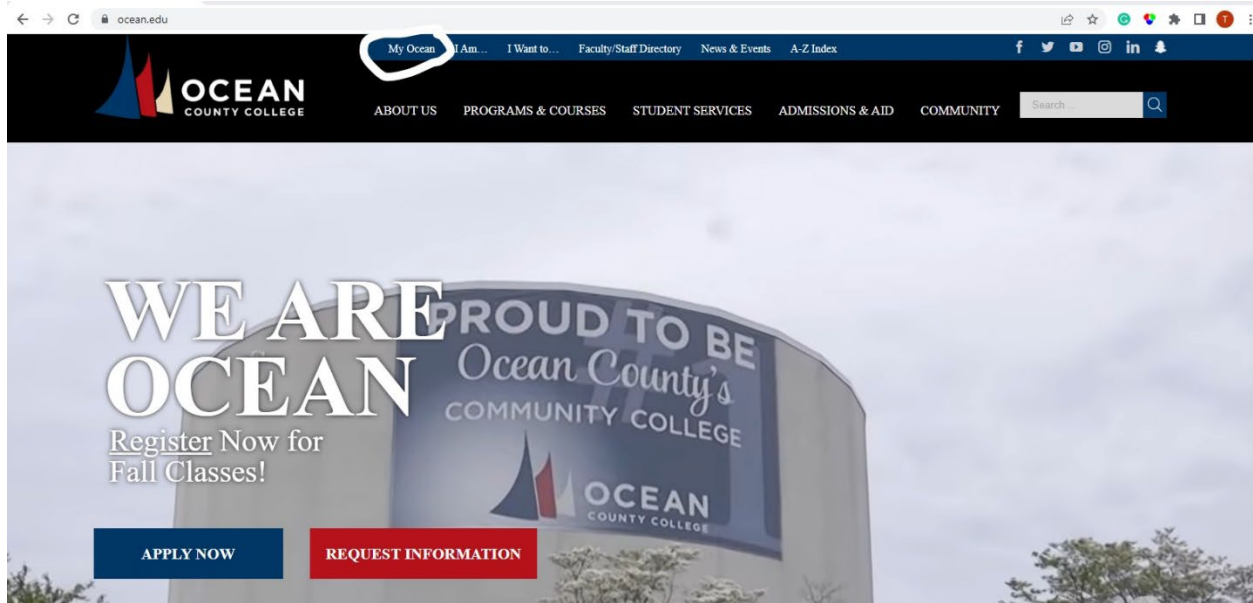 ocean.edu
T
My Ocean I Am... I Want to... Faculty/Staff Directory News & Events A-Z Index
OCEAN
COUNTY COLLEGE
ABOUT US PROGRAMS & COURSES STUDENT SERVICES ADMISSIONS & AID COMMUNITY
Search ...
WE ARE
OCEAN
Register Now for
Fall Classes!
PROUD TO BE
Ocean County's
COMMUNITY COLLEGE
OCEAN
COUNTY COLLEGE
APPLY NOW REQUEST INFORMATION